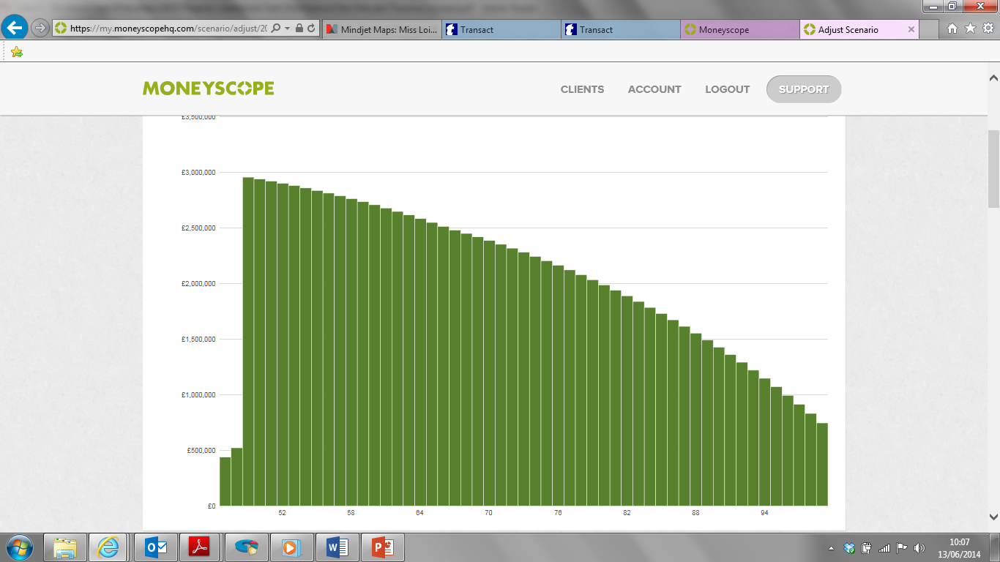 https://my.moneyscopehq.com/scenario/adjust/20
Mindjet Maps: Miss Loi...
Transact
Transact
Moneyscope
Adjust Scenario
MONEYSCOPE
CLIENTS
ACCOUNT
LOGOUT
SUPPORT
£3,500,000
£3,000,000
£2,500,000
£2,000,000
£1,500,000
£1,000,000
£500,000
£0
52 58 64 70 76 82 88 94
10:07
13/06/2014